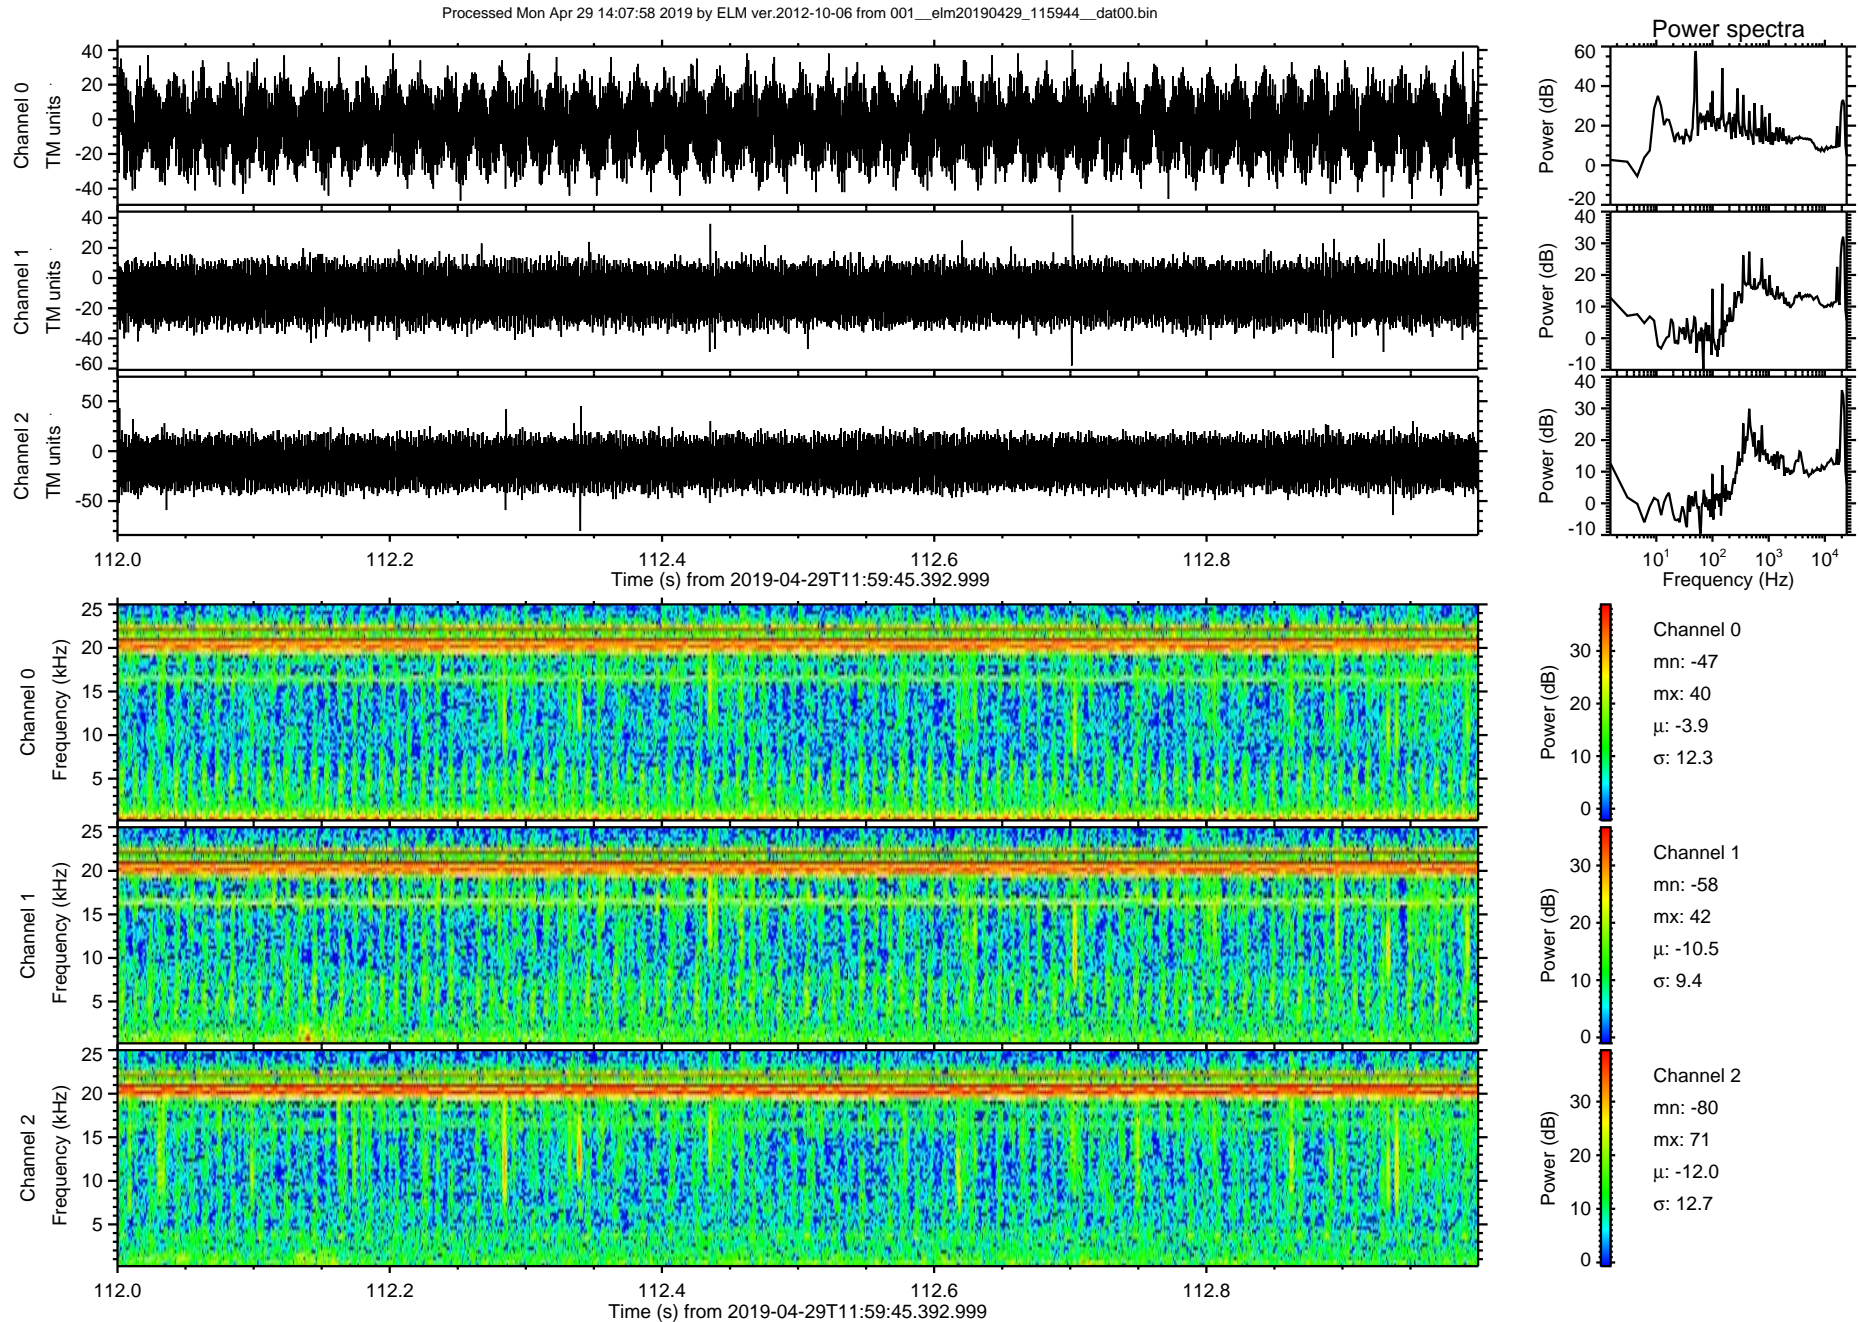 Processed Mon Apr 29 14:07:58 2019 by ELM ver.2012-10-06 from 001__elm20190429_115944__dat00.bin
Power spectra
Channel 0
TM units
40
20
0
-20
-40
Power (dB)
60
40
20
0
-20
Channel 1
TM units
40
20
0
-20
-40
-60
Power (dB)
40
30
20
10
0
-10
Channel 2
TM units
50
0
-50
Power (dB)
40
30
20
10
0
-10
112.0 112.2 112.4 112.6 112.8
Time (s) from 2019-04-29T11:59:45.392.999
10^1 10^2 10^3 10^4
Frequency (Hz)
Channel 0
Frequency (kHz)
25
20
15
10
5
Power (dB)
30
20
10
0
Channel 0
mn: -47
mx: 40
μ: -3.9
σ: 12.3
Channel 1
Frequency (kHz)
25
20
15
10
5
Power (dB)
30
20
10
0
Channel 1
mn: -58
mx: 42
μ: -10.5
σ: 9.4
Channel 2
Frequency (kHz)
25
20
15
10
5
Power (dB)
30
20
10
0
Channel 2
mn: -80
mx: 71
μ: -12.0
σ: 12.7
112.0 112.2 112.4 112.6 112.8
Time (s) from 2019-04-29T11:59:45.392.999